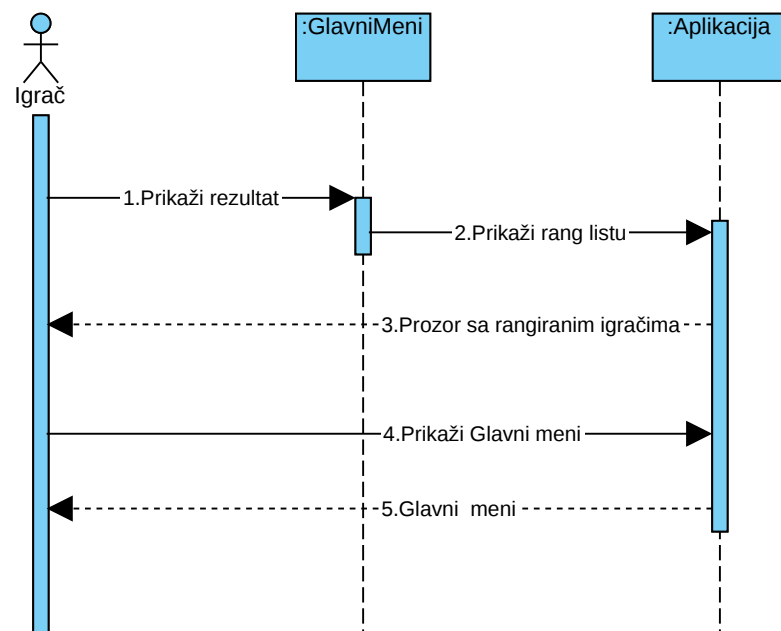 :GlavniMeni
:Aplikacija
Igrač
1.Prikaži rezultat
2.Prikaži rang listu
3.Prozor sa rangiranim igračima
4.Prikaži Glavni meni
5.Glavni  meni